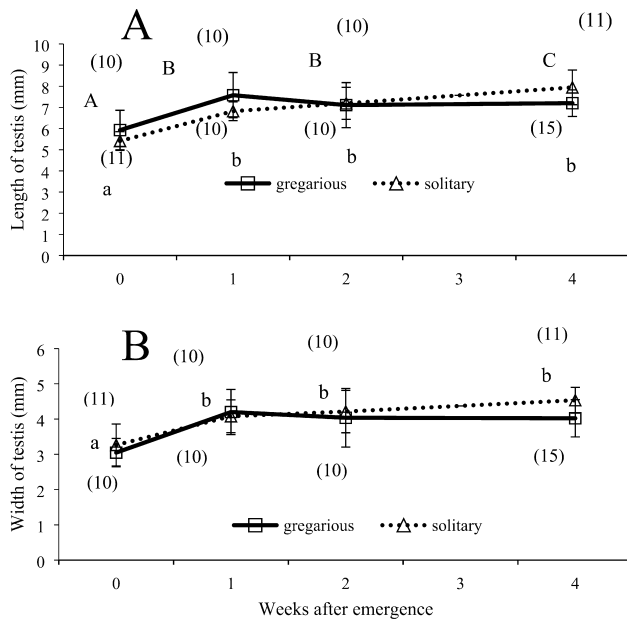 A
(11)
(10)
(10)
10
(10)
9
B
B
C
8
A
7
6
(10)
(10)
(15)
5
(11)
b
b
b
4
a
gregarious
solitary
3
2
1
0
Length of testis (mm)
0
1
2
3
4
B
(11)
(10)
(10)
6
b
5
(11)
b
b
4
a
3
(10)
(10)
(10)
(15)
2
1
gregarious
solitary
0
Width of testis (mm)
0
1
2
3
4
Weeks after emergence